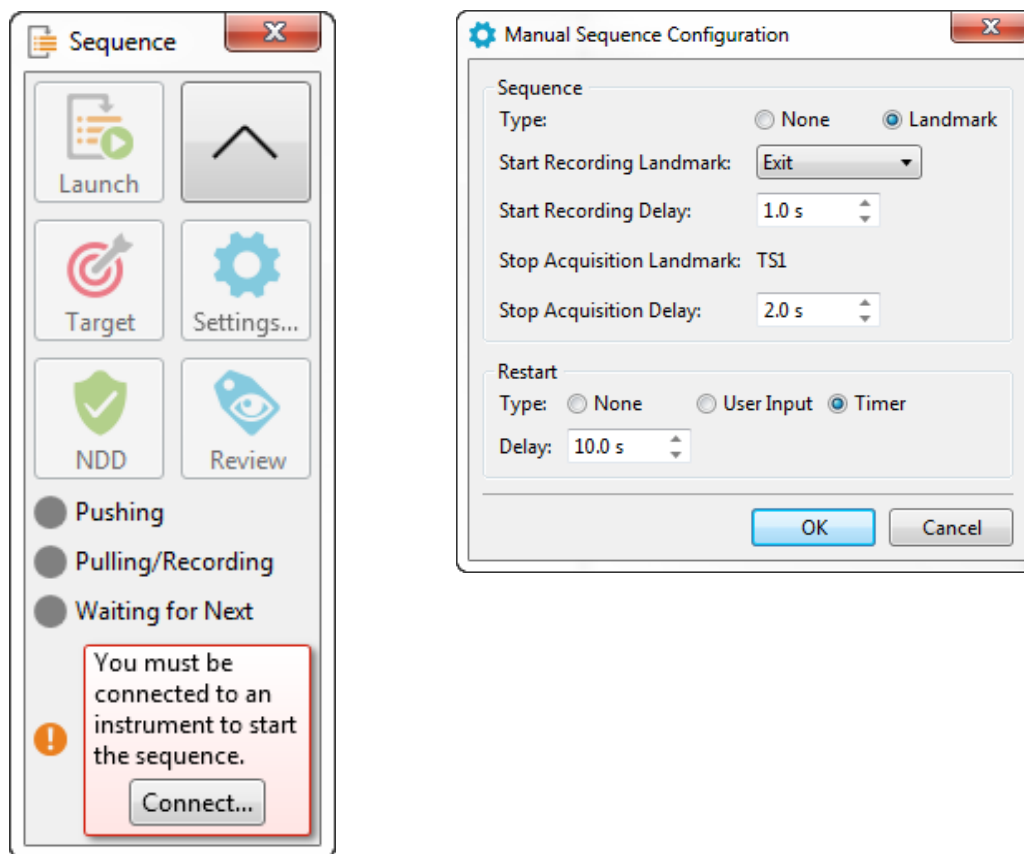 Sequence
Launch
Target
Settings...
NDD
Review
Pushing
Pulling/Recording
Waiting for Next
You must be
connected to an
instrument to start
the sequence.
Connect...
Manual Sequence Configuration
Sequence
Type: None Landmark
Start Recording Landmark: Exit
Start Recording Delay: 1.0 s
Stop Acquisition Landmark: TS1
Stop Acquisition Delay: 2.0 s
Restart
Type: None User Input Timer
Delay: 10.0 s
OK Cancel